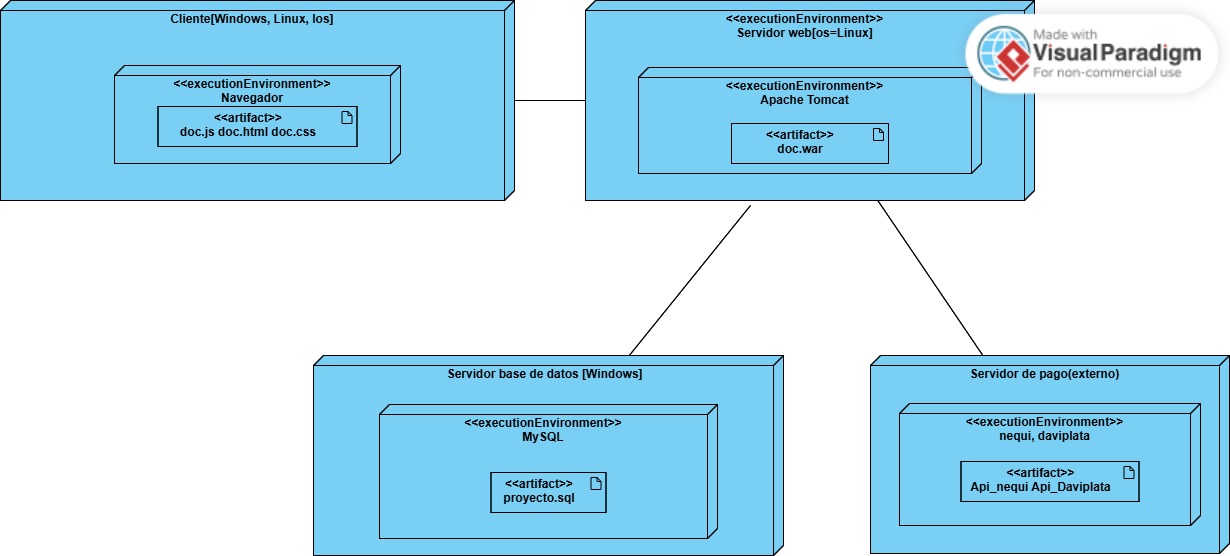 Cliente[Windows, Linux, Ios]
<<executionEnvironment>>
Navegador
<<artifact>>
doc.js doc.html doc.css
<<executionEnvironment>>
Servidor web[os=Linux]
<<executionEnvironment>>
Apache Tomcat
<<artifact>>
doc.war
Made with
Visual Paradigm
For non-commercial use
Servidor base de datos [Windows]
<<executionEnvironment>>
MySQL
<<artifact>>
proyecto.sql
Servidor de pago(externo)
<<executionEnvironment>>
nequi, daviplata
<<artifact>>
Api_nequi Api_Daviplata